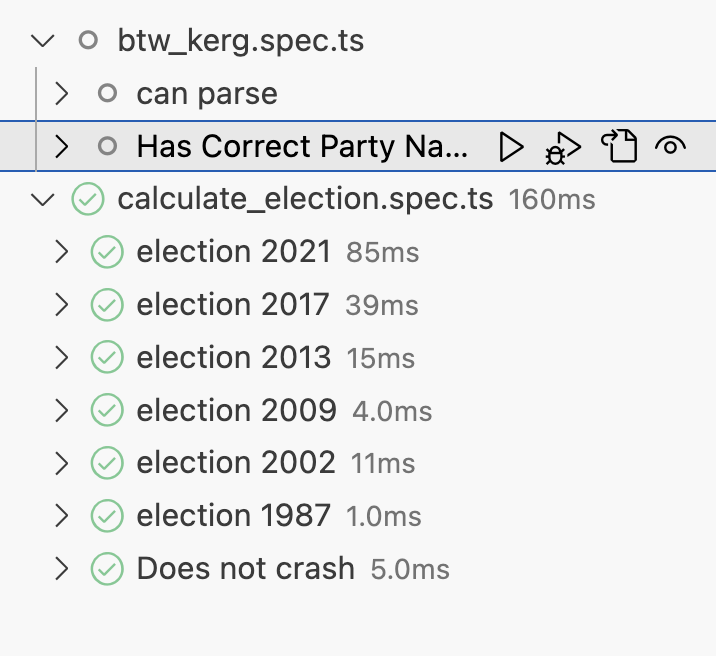 btw_kerg.spec.ts
can parse
Has Correct Party Na...
calculate_election.spec.ts 160ms
election 2021 85ms
election 2017 39ms
election 2013 15ms
election 2009 4.0ms
election 2002 11ms
election 1987 1.0ms
Does not crash 5.0ms